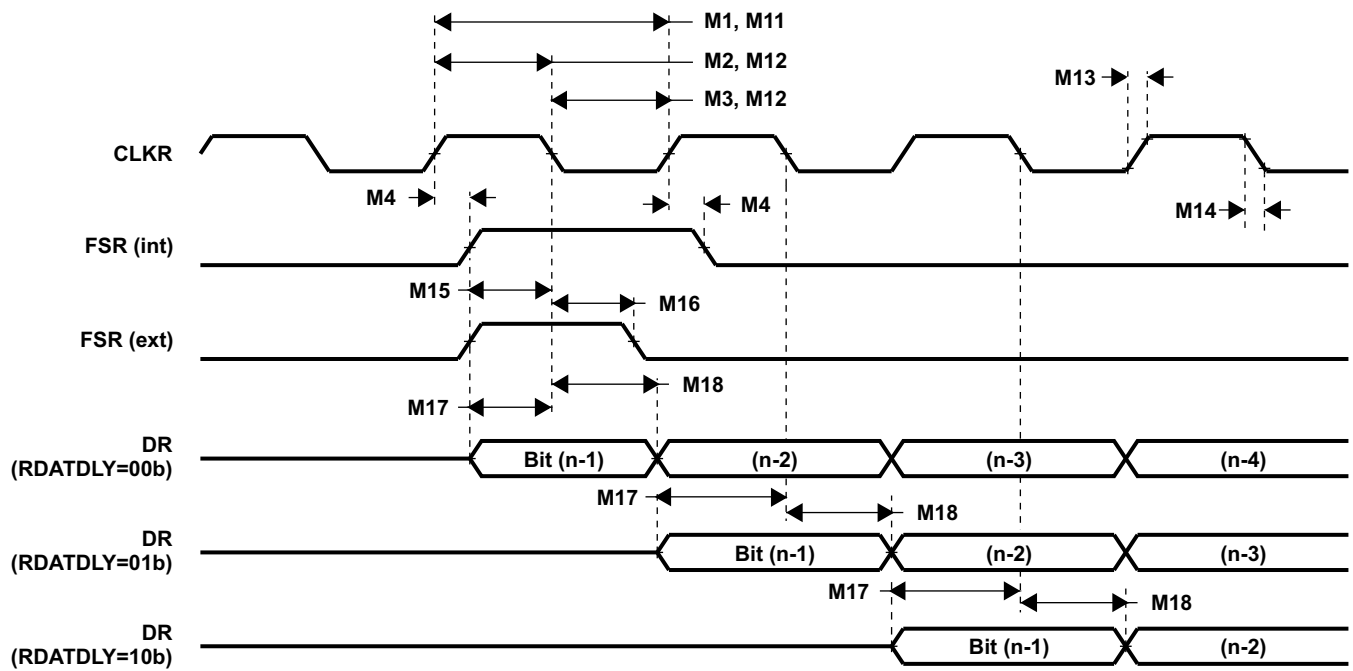 M1, M11
M2, M12
M3, M12
M13
CLKR
M4
M4
M14
FSR (int)
M15
M16
FSR (ext)
M18
M17
DR
(RDATDLY=00b)
Bit (n-1)
(n-2)
(n-3)
(n-4)
M17
M18
DR
(RDATDLY=01b)
Bit (n-1)
(n-2)
(n-3)
M17
M18
DR
(RDATDLY=10b)
Bit (n-1)
(n-2)